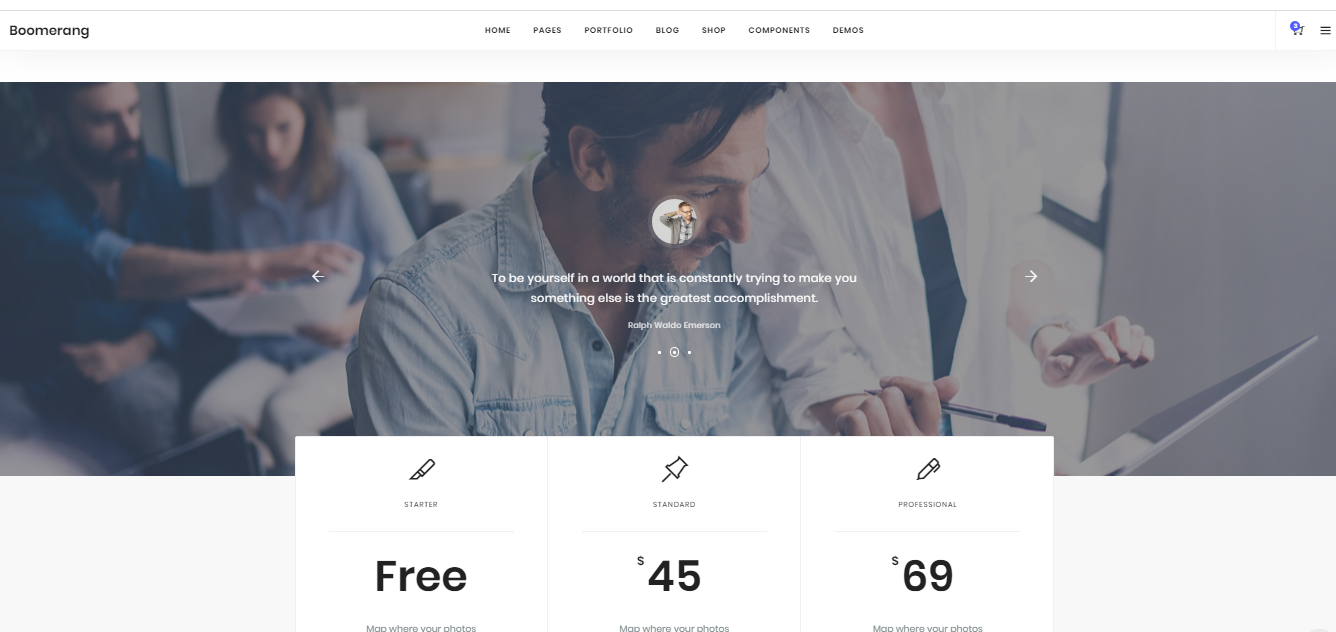 Boomerang
HOME PAGES PORTFOLIO BLOG SHOP COMPONENTS DEMOS
3
To be yourself in a world that is constantly trying to make you
something else is the greatest accomplishment.
Ralph Waldo Emerson
STARTER
STANDARD
PROFESSIONAL
Free
$45
$69
Map where your photos
Map where your photos
Map where your photos